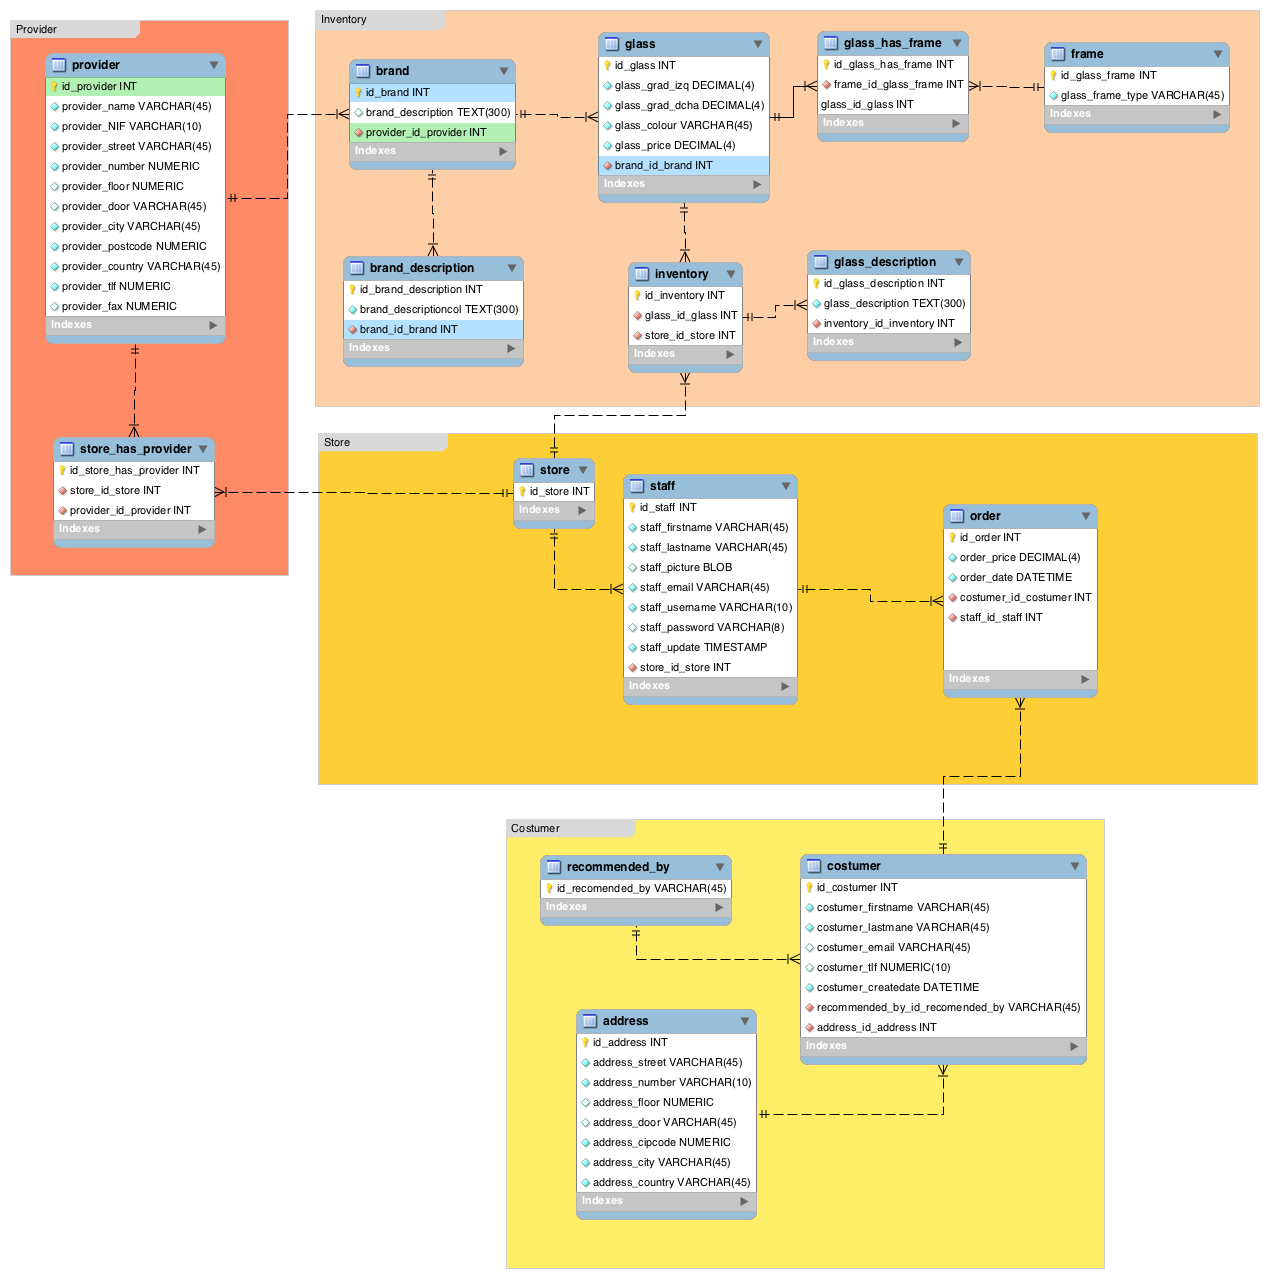 Provider
provider
id_provider INT
provider_name VARCHAR(45)
provider_NIF VARCHAR(10)
provider_street VARCHAR(45)
provider_number NUMERIC
provider_floor NUMERIC
provider_door VARCHAR(45)
provider_city VARCHAR(45)
provider_postcode NUMERIC
provider_country VARCHAR(45)
provider_tlf NUMERIC
provider_fax NUMERIC
Indexes
store_has_provider
id_store_has_provider INT
store_id_store INT
provider_id_provider INT
Indexes
Inventory
brand
id_brand INT
brand_description TEXT(300)
provider_id_provider INT
Indexes
glass
id_glass INT
glass_grad_izq DECIMAL(4)
glass_grad_dcha DECIMAL(4)
glass_colour VARCHAR(45)
glass_price DECIMAL(4)
brand_id_brand INT
Indexes
glass_has_frame
id_glass_has_frame INT
frame_id_glass_frame INT
glass_id_glass INT
Indexes
frame
id_glass_frame INT
glass_frame_type VARCHAR(45)
Indexes
brand_description
id_brand_description INT
brand_descriptioncol TEXT(300)
brand_id_brand INT
Indexes
inventory
id_inventory INT
glass_id_glass INT
store_id_store INT
Indexes
glass_description
id_glass_description INT
glass_description TEXT(300)
inventory_id_inventory INT
Indexes
Store
store
id_store INT
Indexes
staff
id_staff INT
staff_firstname VARCHAR(45)
staff_lastname VARCHAR(45)
staff_picture BLOB
staff_email VARCHAR(45)
staff_username VARCHAR(10)
staff_password VARCHAR(8)
staff_update TIMESTAMP
store_id_store INT
Indexes
order
id_order INT
order_price DECIMAL(4)
order_date DATETIME
costumer_id_costumer INT
staff_id_staff INT
Indexes
Costumer
recommended_by
id_recomended_by VARCHAR(45)
Indexes
costumer
id_costumer INT
costumer_firstname VARCHAR(45)
costumer_lastmane VARCHAR(45)
costumer_email VARCHAR(45)
costumer_tlf NUMERIC(10)
costumer_createdate DATETIME
recommended_by_id_recomended_by VARCHAR(45)
address_id_address INT
Indexes
address
id_address INT
address_street VARCHAR(45)
address_number VARCHAR(10)
address_floor NUMERIC
address_door VARCHAR(45)
address_cipcode NUMERIC
address_city VARCHAR(45)
address_country VARCHAR(45)
Indexes